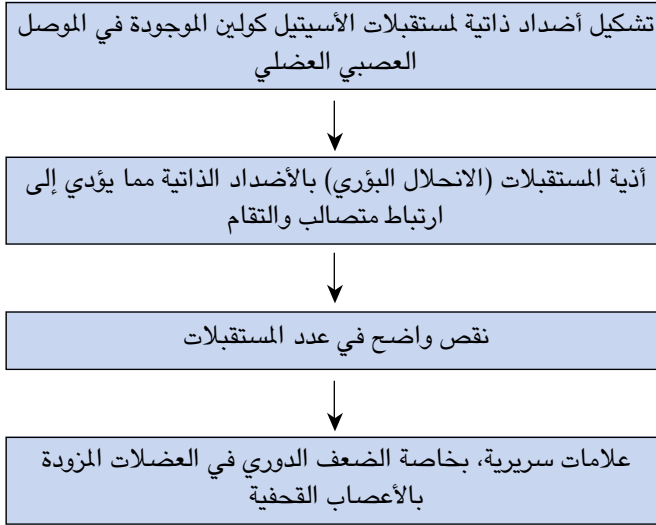 تشكيل أضداد ذاتية لمستقبلات الأسيتيل كولين الموجودة في الموصل
العصبي العضلي
أذية المستقبلات (الانحلال البؤري) بالأضداد الذاتية مما يؤدي إلى
ارتباط متصالب والتقام
نقص واضح في عدد المستقبلات
علامات سريرية، بخاصة الضعف الدوري في العضلات المزودة
بالأعصاب القحفية